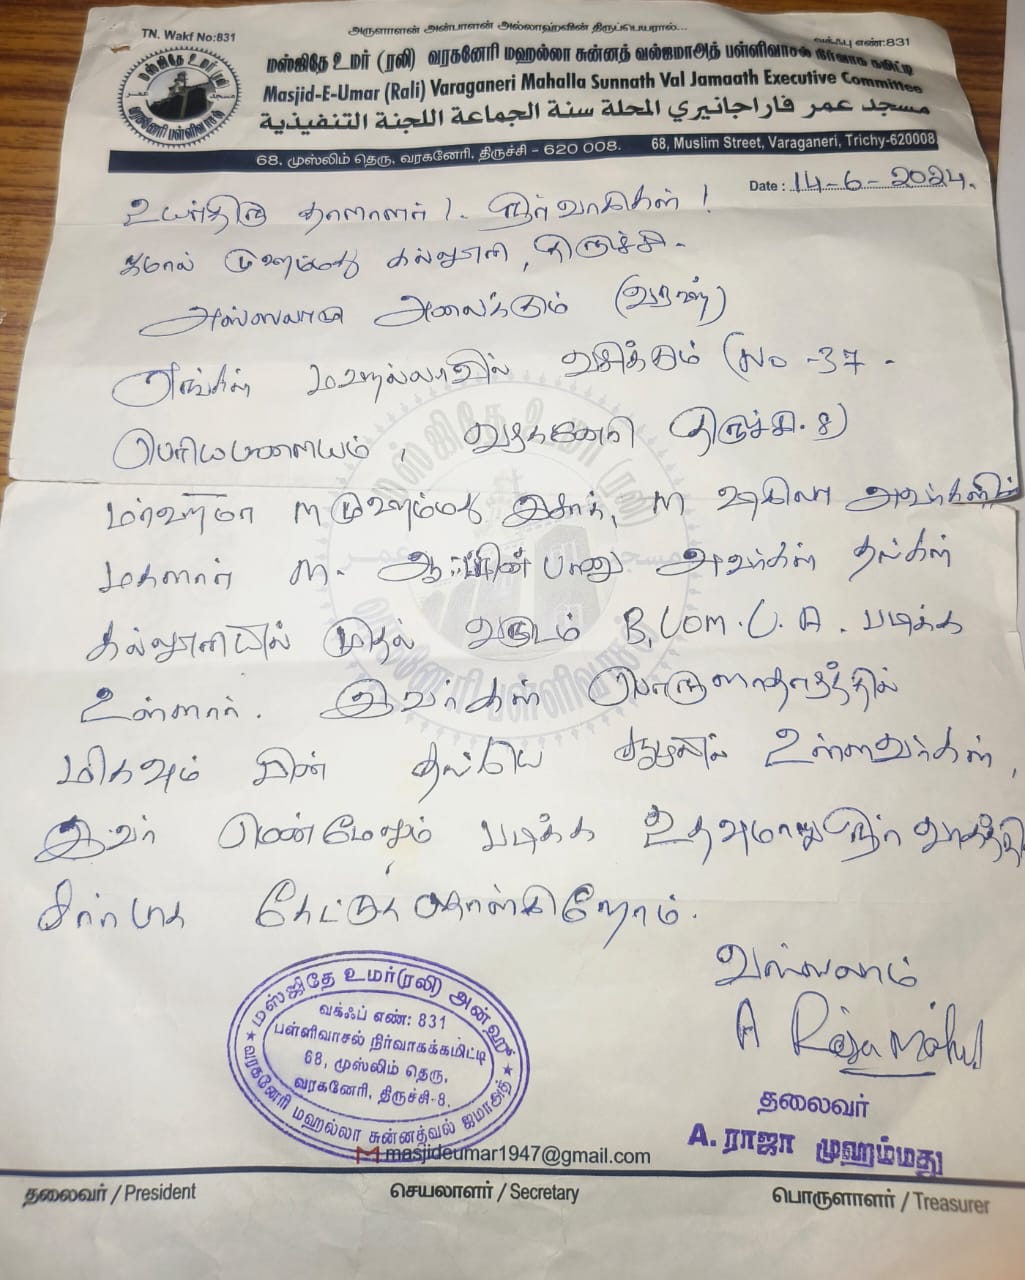 அருளாளன் அன்பாளன் அல்லாஹ்வின் திருப்பெயரால்...
TN. Wakf No:831
வக்ஃபு எண்:831
மஸ்ஜிதே உமர் (ரலி) வரகனேரி மஹல்லா சுன்னத் வல்ஜமாஅத் பள்ளிவாசல் நிர்வாக கமிட்டி
Masjid-E-Umar (Rali) Varaganeri Mahalla Sunnath Val Jamaath Executive Committee
مسجد عمر فاراجانيري المحلة سنة الجماعة اللجنة التنفيذية
68. முஸ்லிம் தெரு, வரகனேரி, திருச்சி - 620 008. 68, Muslim Street, Varaganeri, Trichy-620008
Date : 14-6-2024.
உயர்திரு தாளாளர் ! நிர்வாகிகள் !
ஜமால் முஹம்மது கல்லூரி, திருச்சி -
அஸ்ஸலாமு அலைக்கும் (வரஹ்)
எங்கள் மஹல்லாவில் வசிக்கும் (No - 37 -
வரகனேரி திருச்சி. 8)
மர்ஹூம் M முஹம்மது இசாக், M அவர்களின்
மகளார் M. பானு அவர்கள் தங்கள்
கல்லூரியில் முதல் வருடம் B.Com. C. A. படிக்க
உள்ளார். இவர்கள் பொருளாதாரத்தில்
மிகவும் பின் தங்கிய சூழலில் உள்ளவர்கள்,
இவர் மென்மேலும் படிக்க உதவுமாறு நிர்வாகத்தின்
சார்பாக கேட்டுக் கொள்கிறோம்.
வஸ்ஸலாம்
A Raja Mohd
தலைவர்
A. ராஜா முஹம்மது
மஸ்ஜிதே உமர்(ரலி) அன்ஹு
வக்ஃப் எண்: 831
பள்ளிவாசல் நிர்வாகக்கமிட்டி
68, முஸ்லிம் தெரு,
வரகனேரி, திருச்சி-8.
வரகனேரி மஹல்லா சுன்னத்வல் ஜமாஅத்
masjideumar1947@gmail.com
தலைவர் / President செயலாளர் / Secretary பொருளாளர் / Treasurer